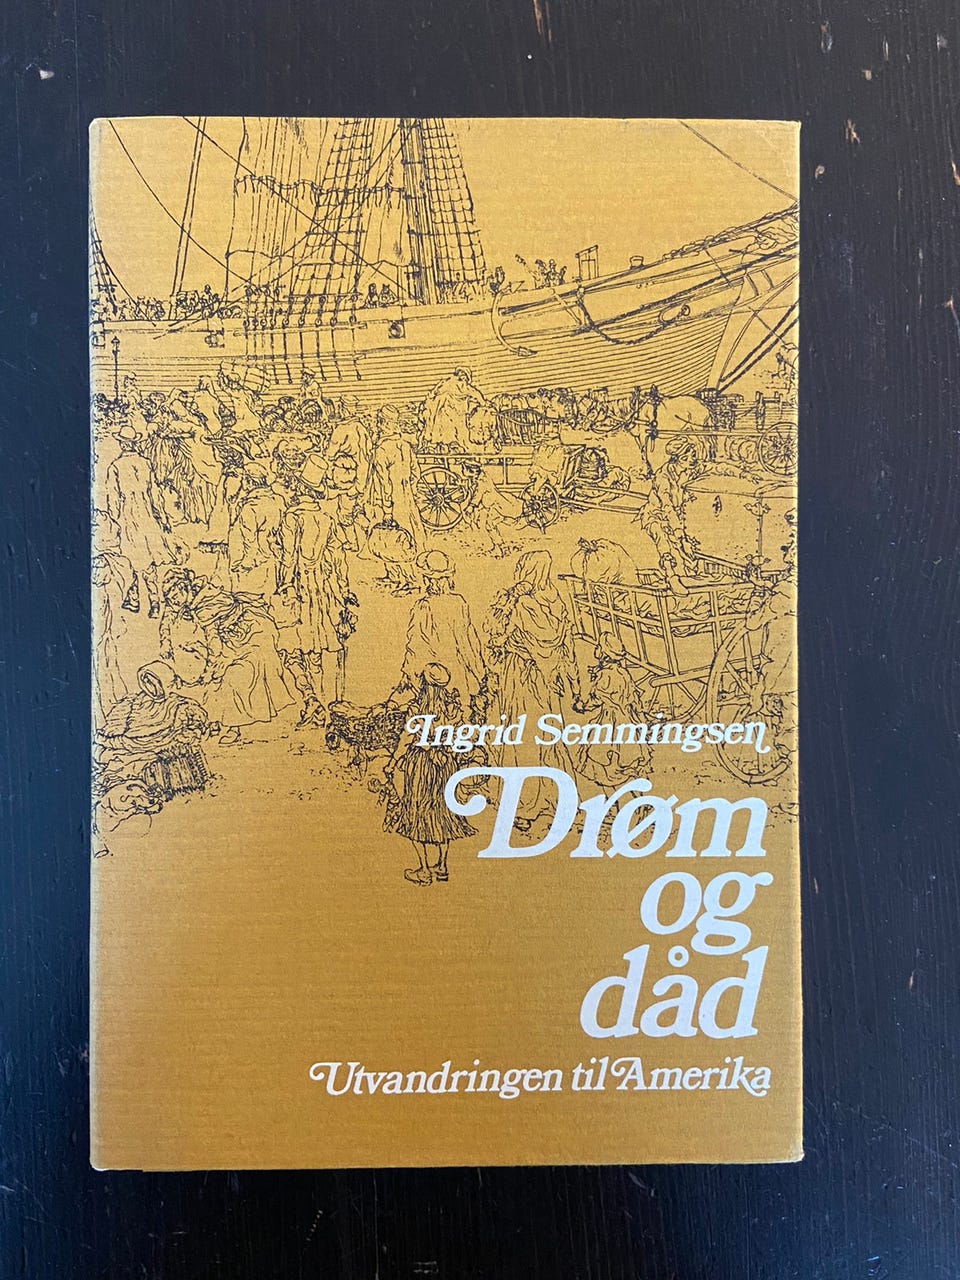 Ingrid Semmingsen
Drøm
og
dåd
Utvandringen til Amerika